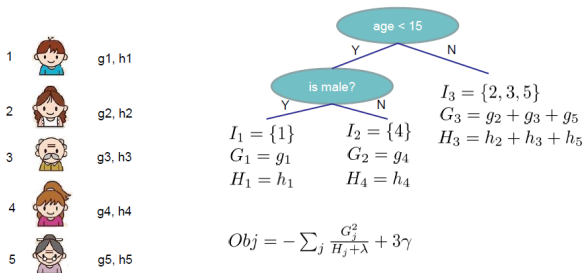 age < 15
Y N
is male?
Y N
1 g1, h1
2 g2, h2
3 g3, h3
4 g4, h4
5 g5, h5
I₁ = {1}
G₁ = g₁
H₁ = h₁
I₂ = {4}
G₂ = g₄
H₄ = h₄
I₃ = {2, 3, 5}
G₃ = g₂ + g₃ + g₅
H₃ = h₂ + h₃ + h₅
Obj = − ∑ⱼ Gⱼ²/(Hⱼ+λ) + 3γ